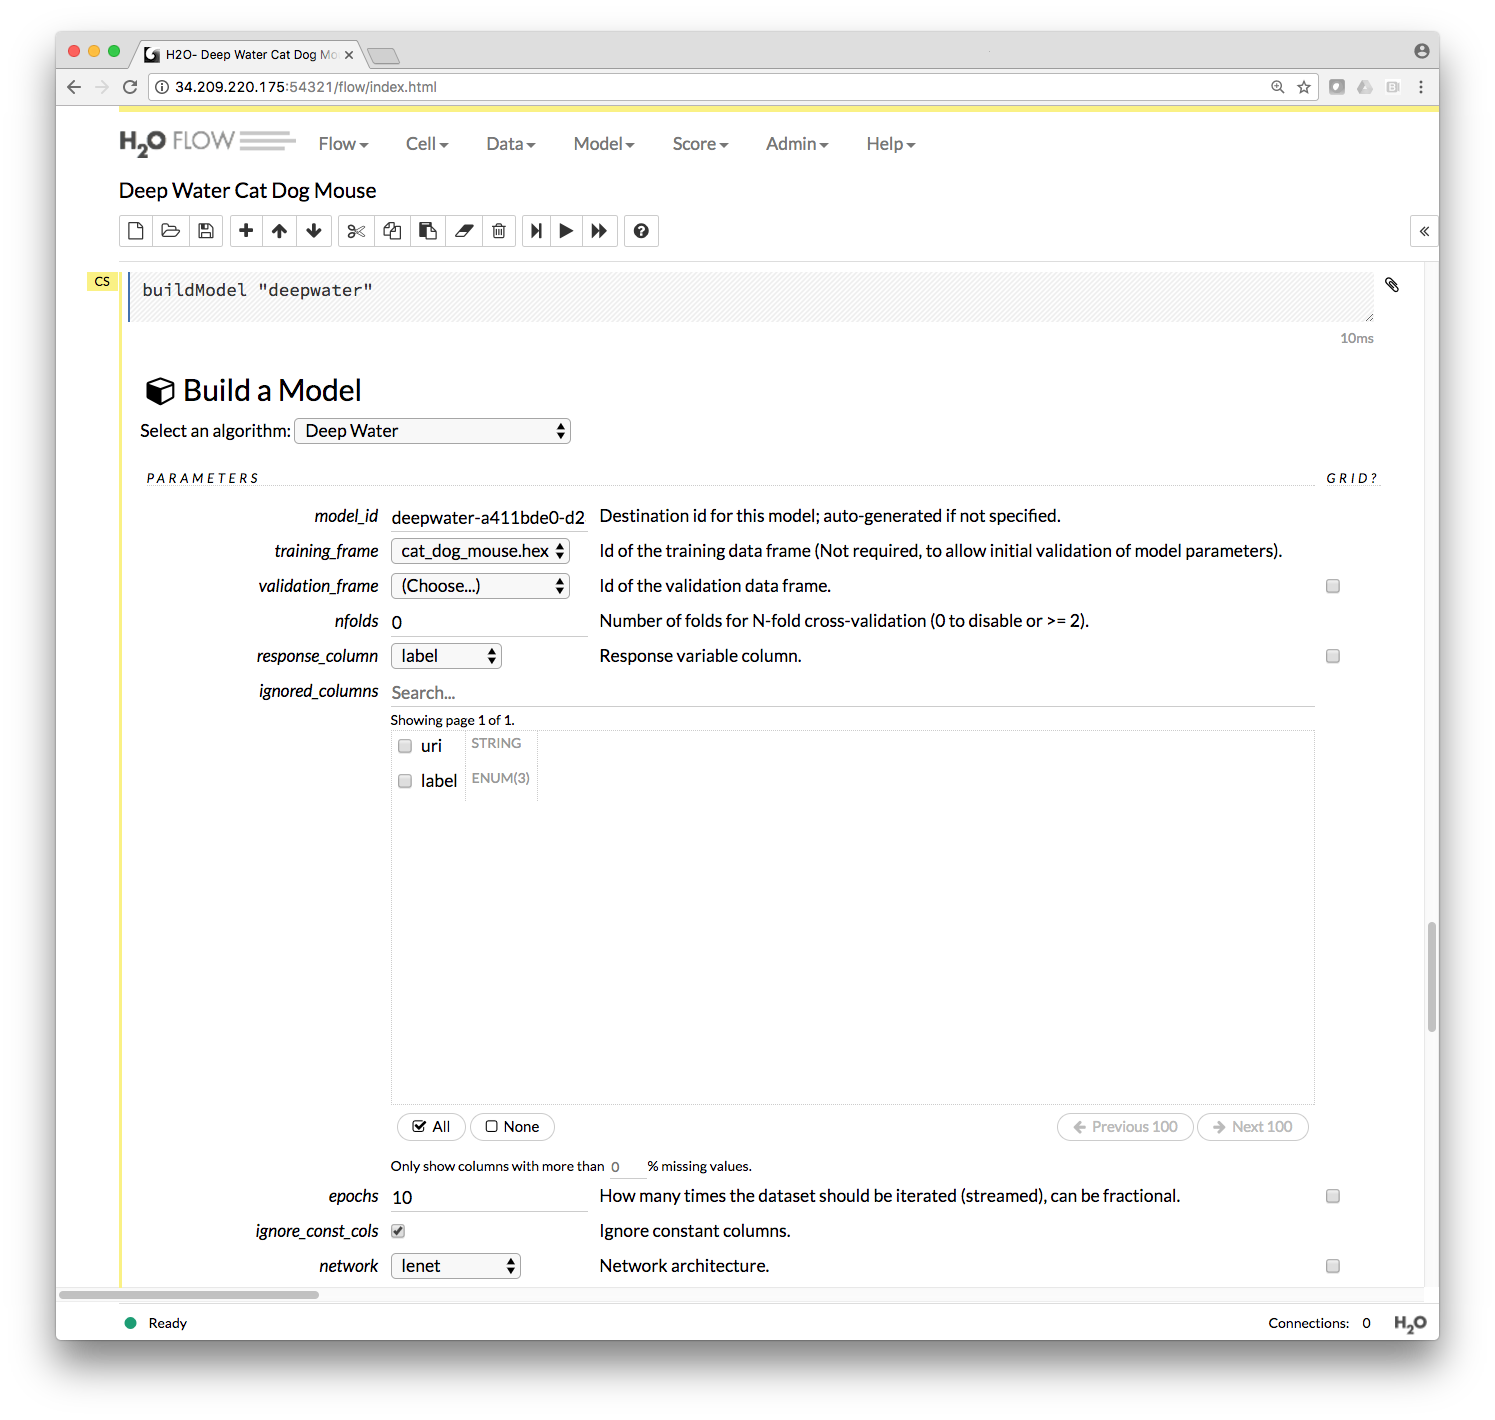 H2O- Deep Water Cat Dog Mo
34.209.220.175:54321/flow/index.html
H2O FLOW Flow Cell Data Model Score Admin Help
Deep Water Cat Dog Mouse
CS
buildModel "deepwater"
10ms
Build a Model
Select an algorithm: Deep Water
PARAMETERS GRID?
model_id deepwater-a411bde0-d2 Destination id for this model; auto-generated if not specified.
training_frame cat_dog_mouse.hex Id of the training data frame (Not required, to allow initial validation of model parameters).
validation_frame (Choose...) Id of the validation data frame.
nfolds 0 Number of folds for N-fold cross-validation (0 to disable or >= 2).
response_column label Response variable column.
ignored_columns Search...
Showing page 1 of 1.
uri STRING
label ENUM(3)
All None Previous 100 Next 100
Only show columns with more than 0 % missing values.
epochs 10 How many times the dataset should be iterated (streamed), can be fractional.
ignore_const_cols Ignore constant columns.
network lenet Network architecture.
Ready Connections: 0 H2O